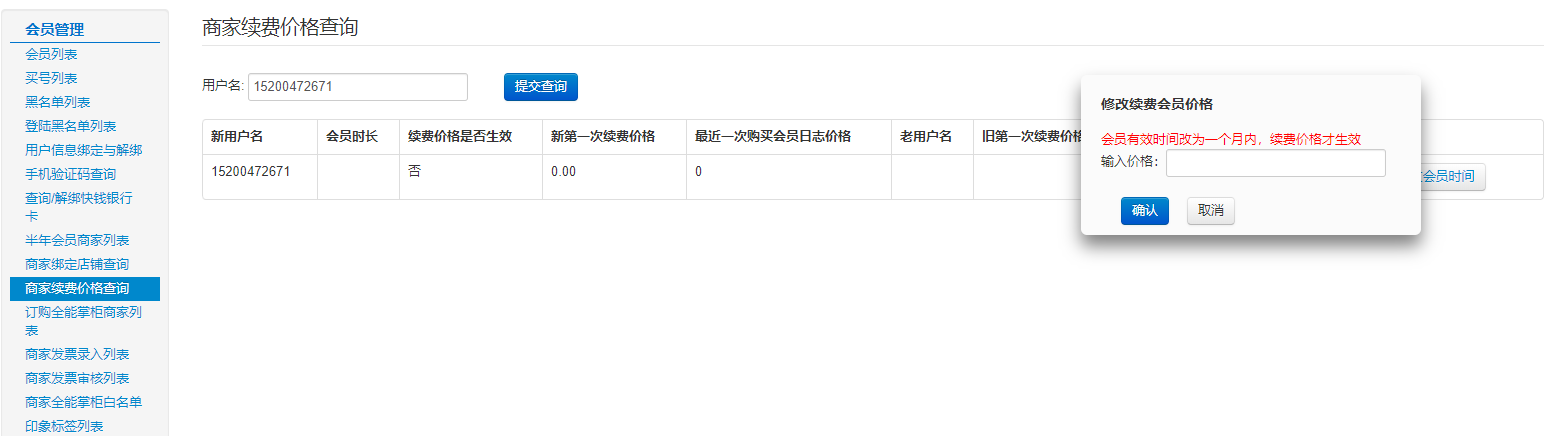 会员管理
会员列表
买号列表
黑名单列表
登陆黑名单列表
用户信息绑定与解绑
手机验证码查询
查询/解绑快钱银行
卡
半年会员商家列表
商家绑定店铺查询
商家续费价格查询
订购全能掌柜商家列
表
商家发票录入列表
商家发票审核列表
商家全能掌柜白名单
印象标签列表
商家续费价格查询
用户名: 15200472671 提交查询
新用户名 会员时长 续费价格是否生效 新第一次续费价格 最近一次购买会员日志价格 老用户名 旧第一次续费价格
15200472671 否 0.00 0 会员时间
修改续费会员价格
会员有效时间改为一个月内，续费价格才生效
输入价格：
确认 取消